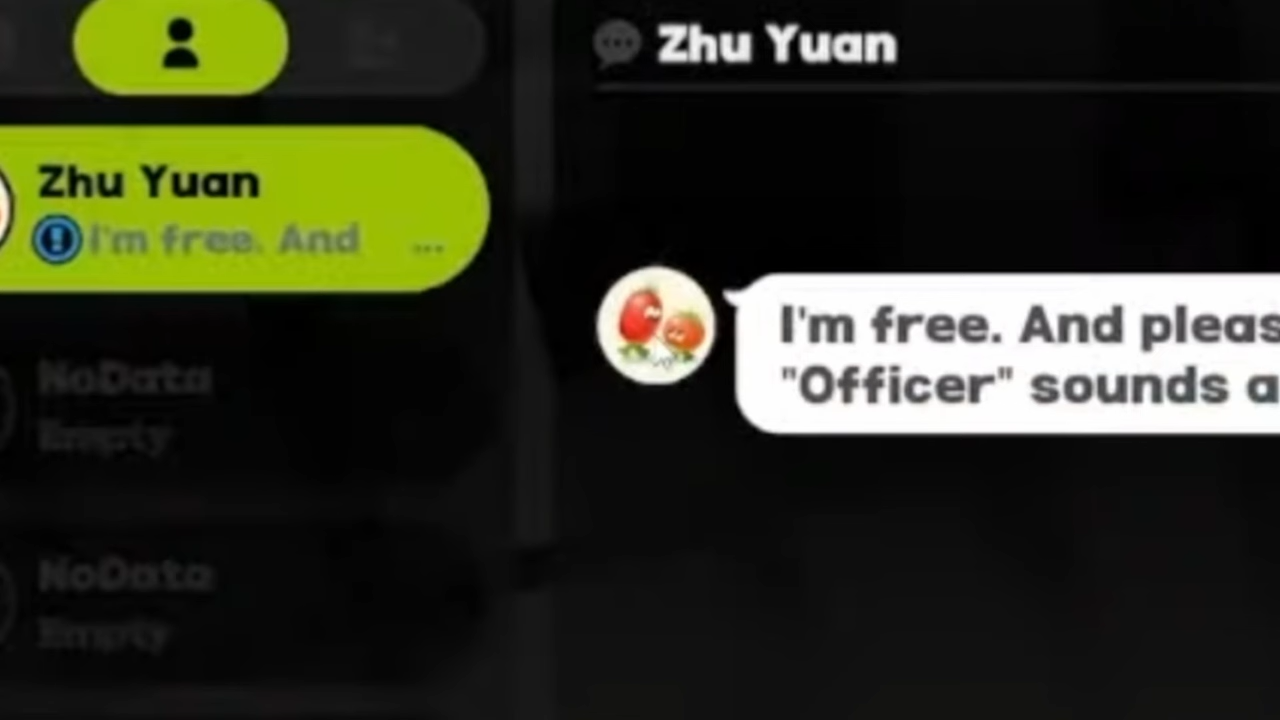 Zhu Yuan
Zhu Yuan
I'm free. And ...
NoData
Empty
NoData
Empty
I'm free. And pleas
"Officer" sounds a